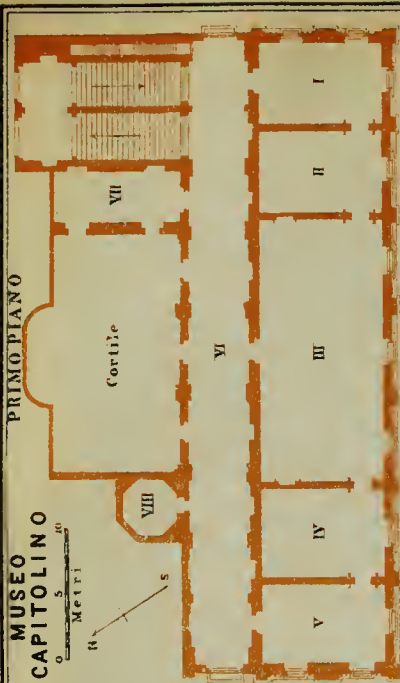 MUSEO
CAPITOLINO
PRIMO PIANO
0 5 10
Metri
N
S
I
II
III
IV
V
VI
VII
VIII
Cortile